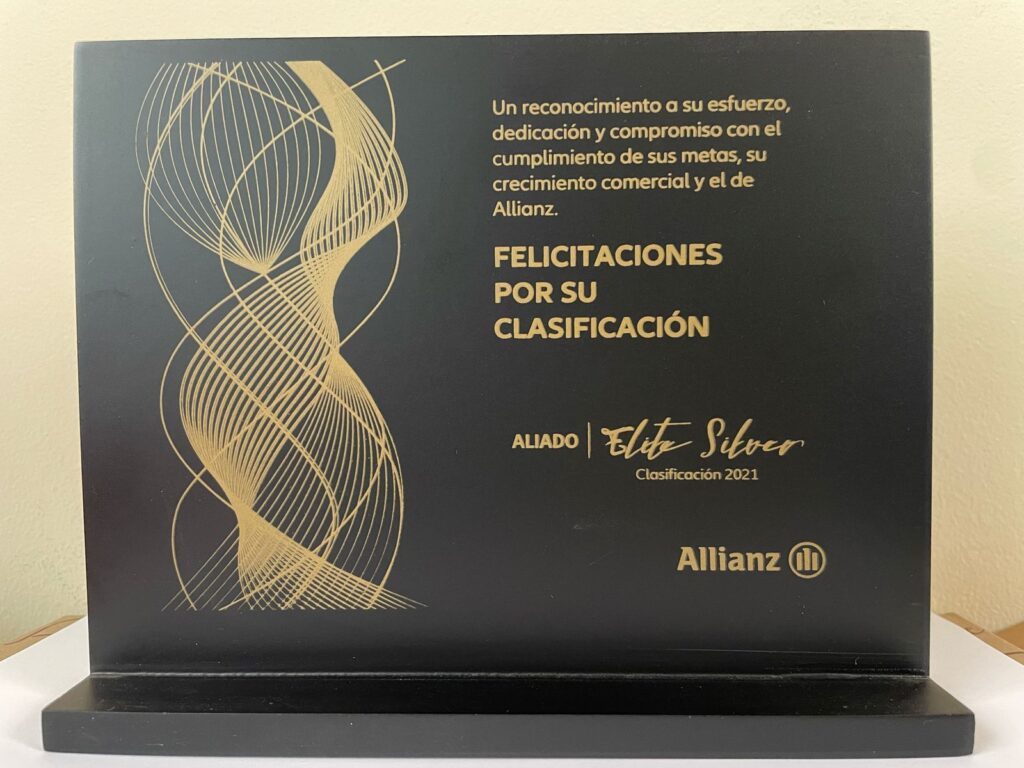 Un reconocimiento a su esfuerzo,
dedicación y compromiso con el
cumplimiento de sus metas, su
crecimiento comercial y el de
Allianz.
FELICITACIONES
POR SU
CLASIFICACIÓN
ALIADO | Elite Silver
Clasificación 2021
Allianz